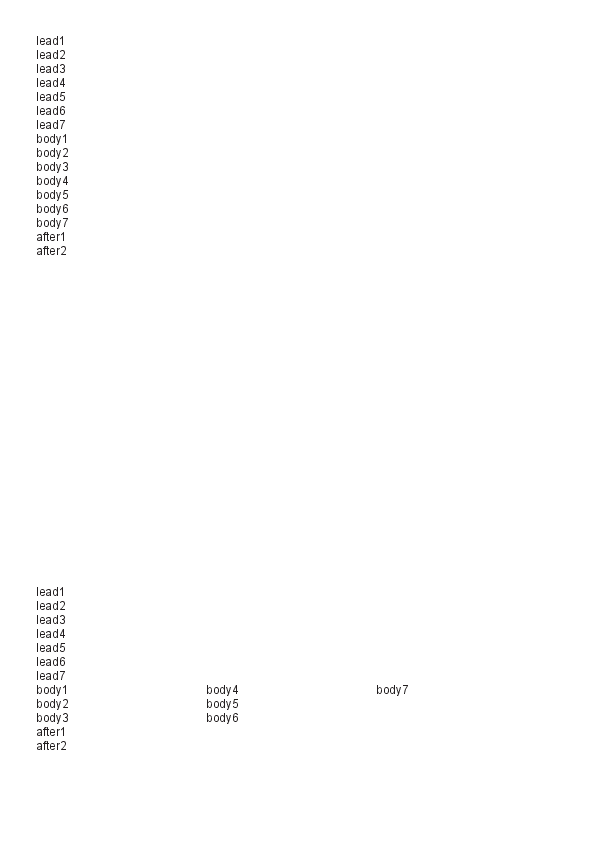 lead1
lead2
lead3
lead4
lead5
lead6
lead7
body1
body2
body3
body4
body5
body6
body7
after1
after2
lead1
lead2
lead3
lead4
lead5
lead6
lead7
body1 body4 body7
body2 body5
body3 body6
after1
after2